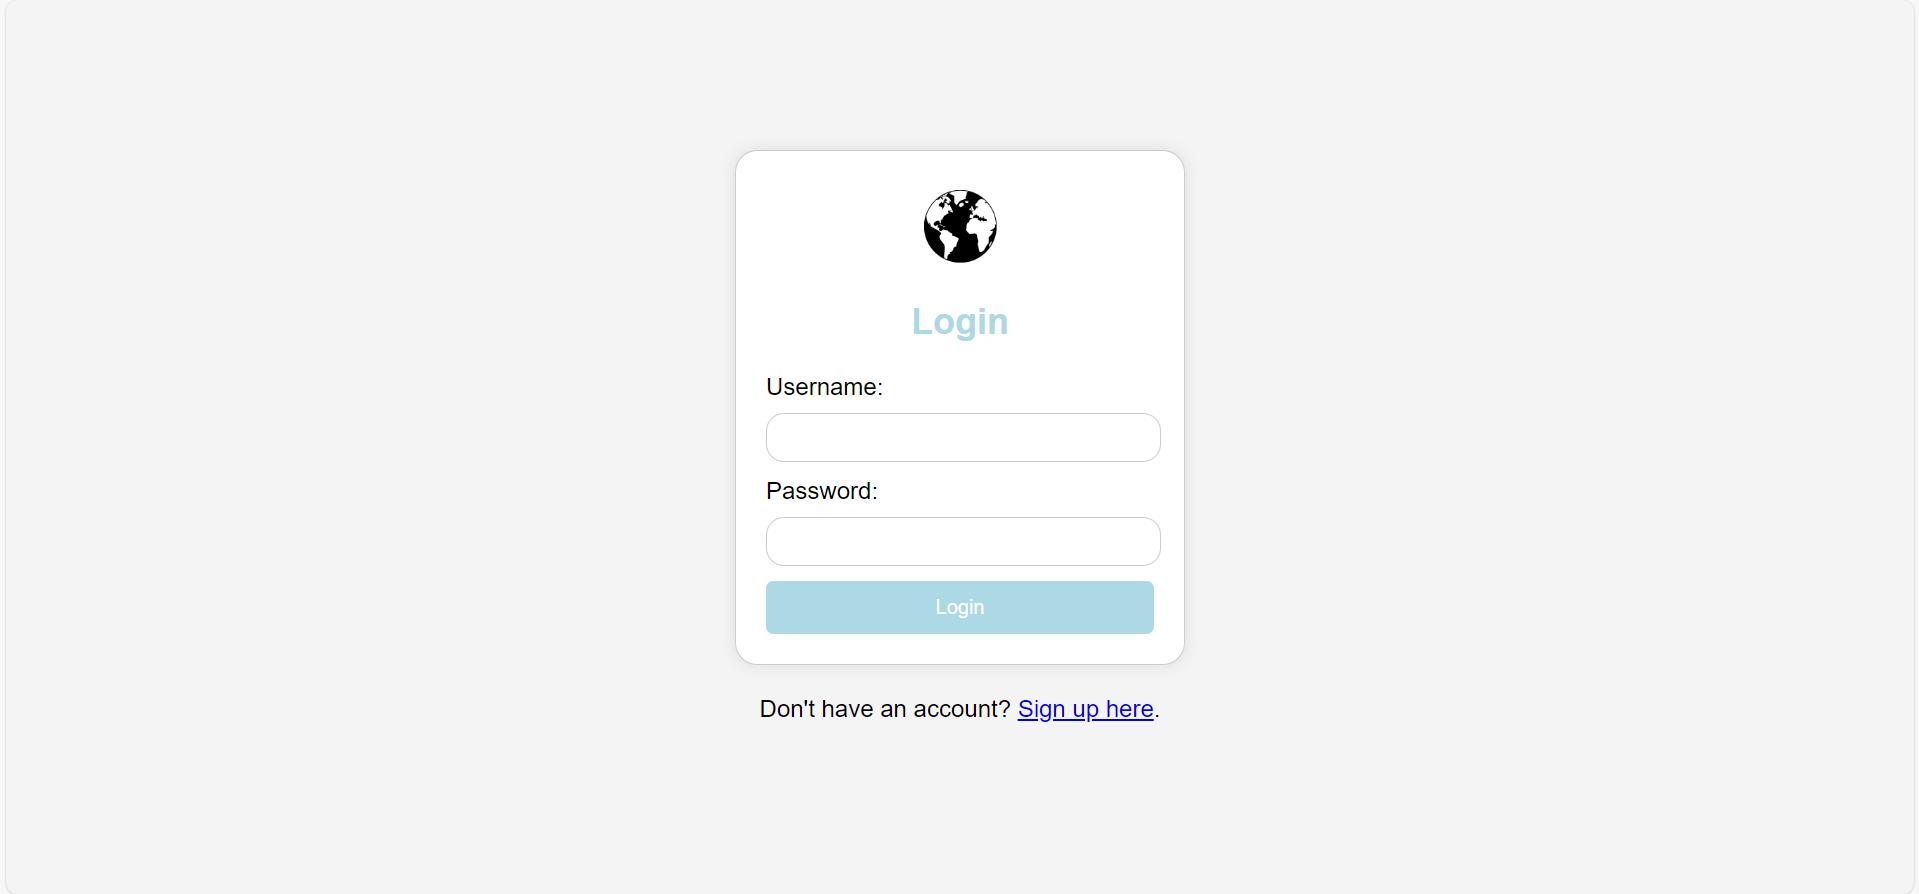 Login
Username:
Password:
Login
Don't have an account? Sign up here.